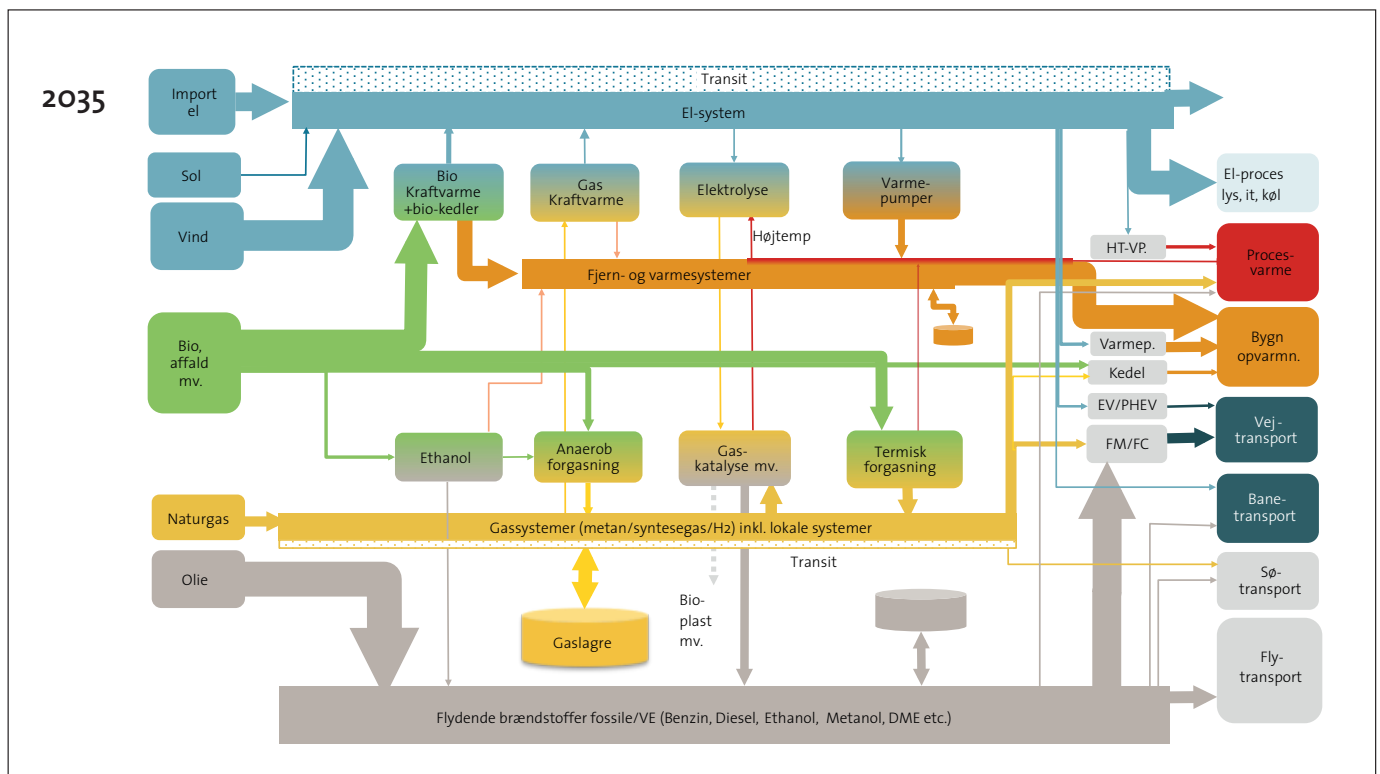 2035
Transit
Import
el
El-system
Sol
Vind
Bio
Kraftvarme
+bio-kedler
Gas
Kraftvarme
Elektrolyse
Varme-
pumper
El-proces
lys, it, køl
Højtemp
HT-VP.
Proces-
varme
Fjern- og varmesystemer
Bio,
affald
mv.
Varmep.
Kedel
Bygn
opvarmn.
EV/PHEV
FM/FC
Vej-
transport
Ethanol
Anaerob
forgasning
Gas-
katalyse mv.
Termisk
forgasning
Bane-
transport
Naturgas
Gassystemer (metan/syntesegas/H2) inkl. lokale systemer
Transit
Olie
Sø-
transport
Bio-
plast
mv.
Gaslagre
Fly-
transport
Flydende brændstoffer fossile/VE (Benzin, Diesel, Ethanol, Metanol, DME etc.)